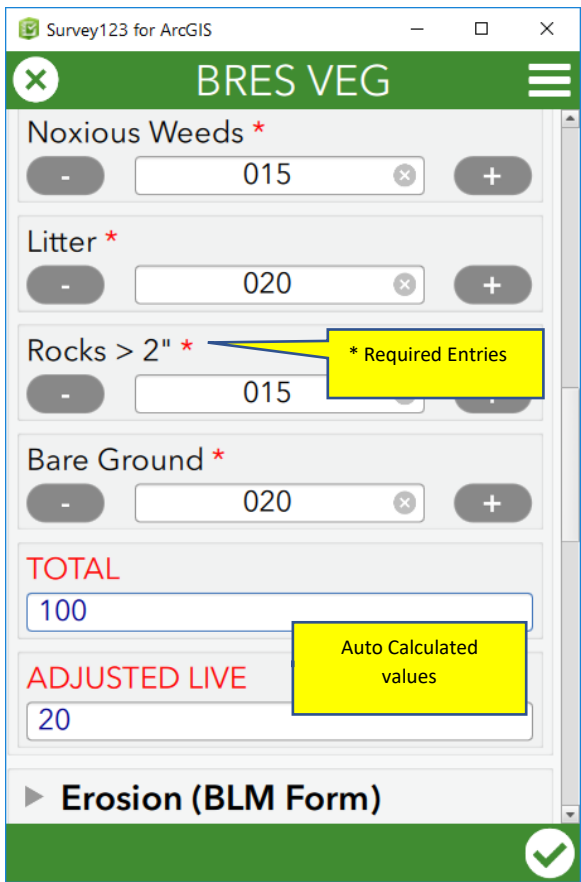 Survey123 for ArcGIS
BRES VEG
Noxious Weeds *
- 015 +
Litter *
- 020 +
Rocks > 2" *
* Required Entries
- 015 +
Bare Ground *
- 020 +
TOTAL
100
Auto Calculated
values
ADJUSTED LIVE
20
Erosion (BLM Form)